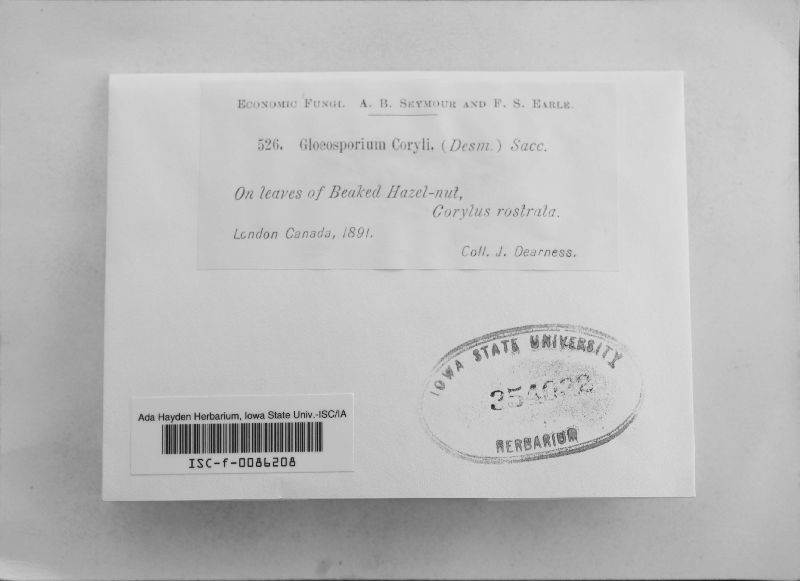 ECONOMIC FUNGI. A. B. SEYMOUR AND F. S. EARLE.
526. Gloeosporium Coryli. (Desm.) Sacc.
On leaves of Beaked Hazel-nut,
Corylus rostrata.
London Canada, 1891.
Coll. J. Dearness.
IOWA STATE UNIVERSITY
HERBARIUM
Ada Hayden Herbarium, Iowa State Univ.-ISC/IA
ISC-f-0086208